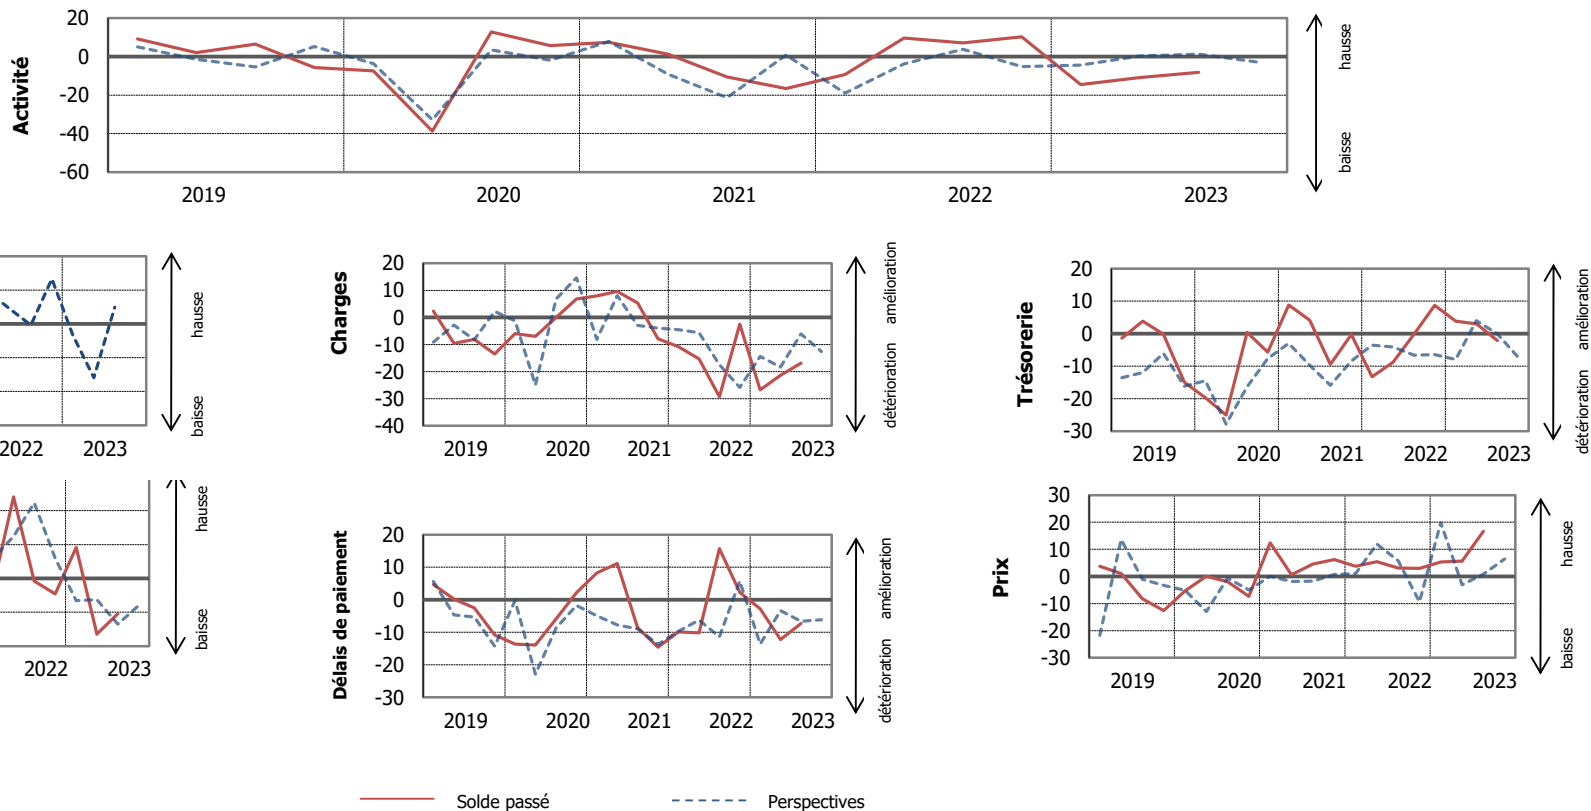 Activité
20
0
-20
-40
-60
2019
2020
2021
2022
2023
hausse
baisse
2022
2023
hausse
baisse
Charges
20
10
0
-10
-20
-30
-40
2019
2020
2021
2022
2023
amélioration
détérioration
Trésorerie
20
10
0
-10
-20
-30
2019
2020
2021
2022
2023
amélioration
détérioration
2022
2023
hausse
baisse
Délais de paiement
20
10
0
-10
-20
-30
2019
2020
2021
2022
2023
amélioration
détérioration
Prix
30
20
10
0
-10
-20
-30
2019
2020
2021
2022
2023
hausse
baisse
Solde passé
Perspectives